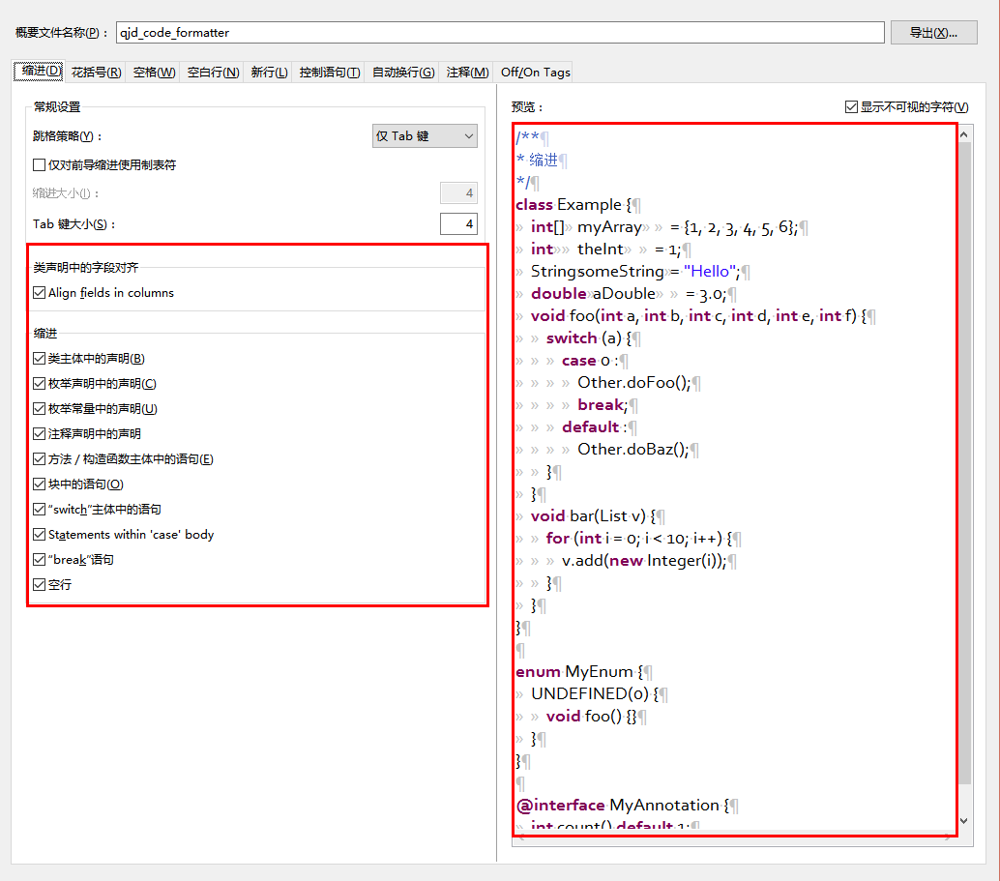 概要文件名称(P)： qjd_code_formatter 导出(X)...
缩进(D) 花括号(R) 空格(W) 空白行(N) 新行(L) 控制语句(T) 自动换行(G) 注释(M) Off/On Tags
常规设置
跳格策略(Y)： 仅 Tab 键
仅对前导缩进使用制表符
缩进大小(I)： 4
Tab 键大小(S)： 4
类声明中的字段对齐
Align fields in columns
缩进
类主体中的声明(B)
枚举声明中的声明(C)
枚举常量中的声明(U)
注释声明中的声明
方法 / 构造函数主体中的语句(E)
块中的语句(O)
“switch”主体中的语句
Statements within 'case' body
“break”语句
空行
预览： 显示不可视的字符(V)
/**¶
*·缩进¶
*/¶
class·Example·{¶
» int[]» myArray» » =·{1,·2,·3,·4,·5,·6};¶
» int» » theInt» » =·1;¶
» String» someString» =·"Hello";¶
» double» aDouble» » =·3.0;¶
» void·foo(int·a,·int·b,·int·c,·int·d,·int·e,·int·f)·{¶
» » switch·(a)·{¶
» » » case·0·:¶
» » » » Other.doFoo();¶
» » » » break;¶
» » » default·:¶
» » » » Other.doBaz();¶
» » }¶
» }¶
» void·bar(List·v)·{¶
» » for·(int·i·=·0;·i·<·10;·i++)·{¶
» » » v.add(new·Integer(i));¶
» » }¶
» }¶
}¶
¶
enum·MyEnum·{¶
» UNDEFINED(0)·{¶
» » void·foo()·{}¶
» }¶
}¶
¶
@interface·MyAnnotation·{¶
» int·count()·default·1;¶